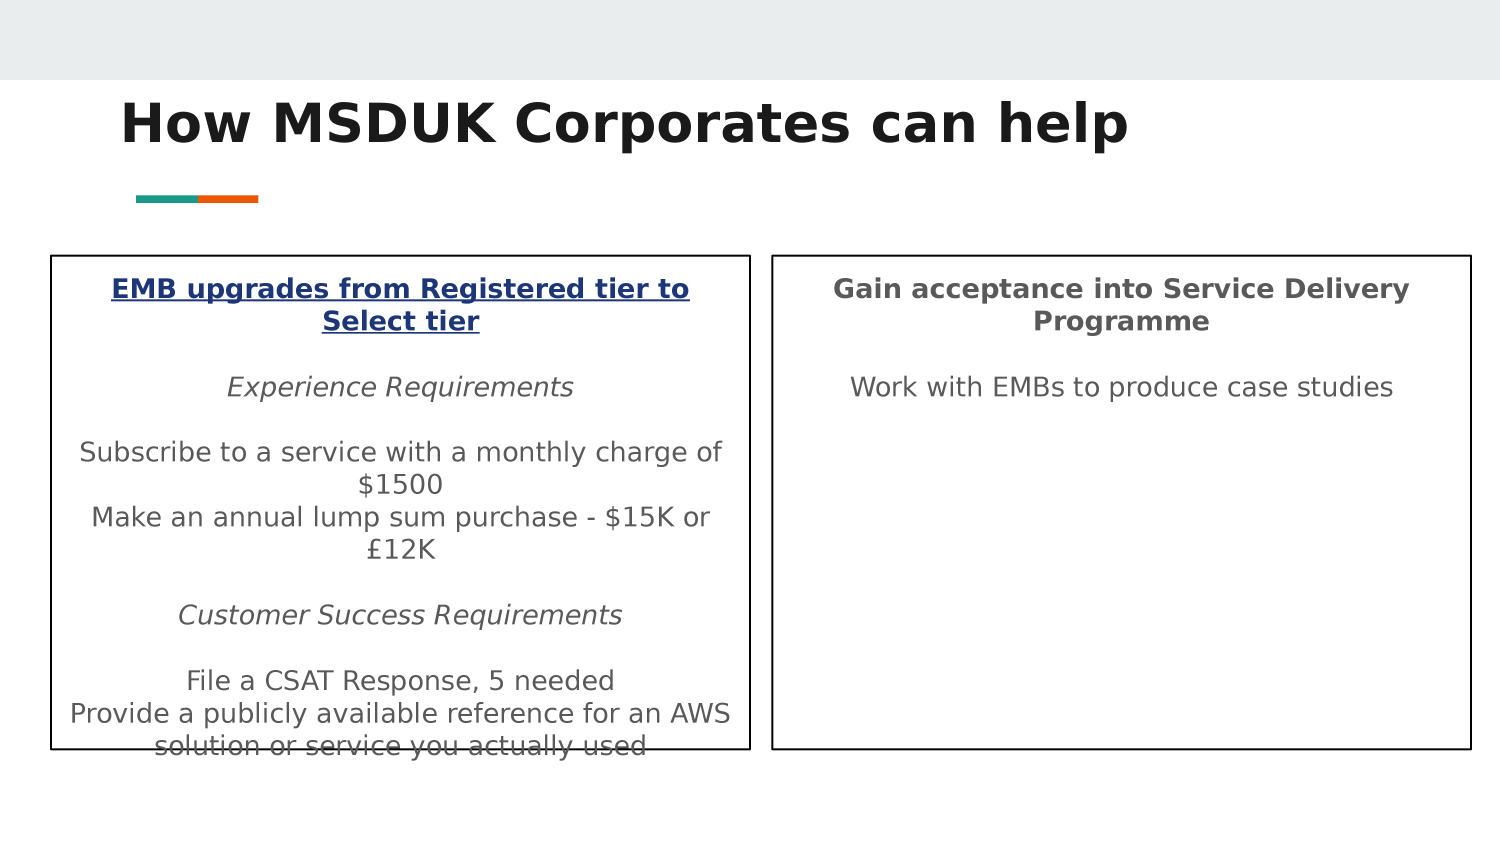 How MSDUK Corporates can help
EMB upgrades from Registered tier to
Select tier
Experience Requirements
Subscribe to a service with a monthly charge of
$1500
Make an annual lump sum purchase - $15K or
£12K
Customer Success Requirements
File a CSAT Response, 5 needed
Provide a publicly available reference for an AWS
solution or service you actually used
Gain acceptance into Service Delivery
Programme
Work with EMBs to produce case studies